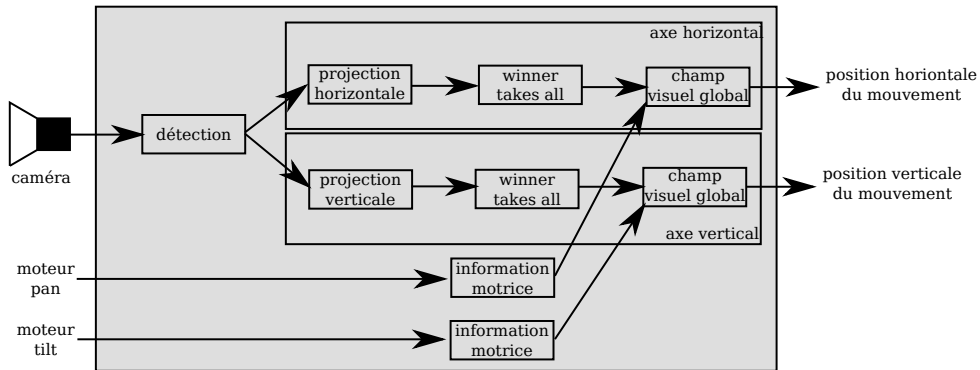 axe horizontal
projection
horizontale
winner
takes all
champ
visuel global
position horiontale
du mouvement
détection
caméra
projection
verticale
winner
takes all
champ
visuel global
position verticale
du mouvement
axe vertical
moteur
pan
information
motrice
moteur
tilt
information
motrice